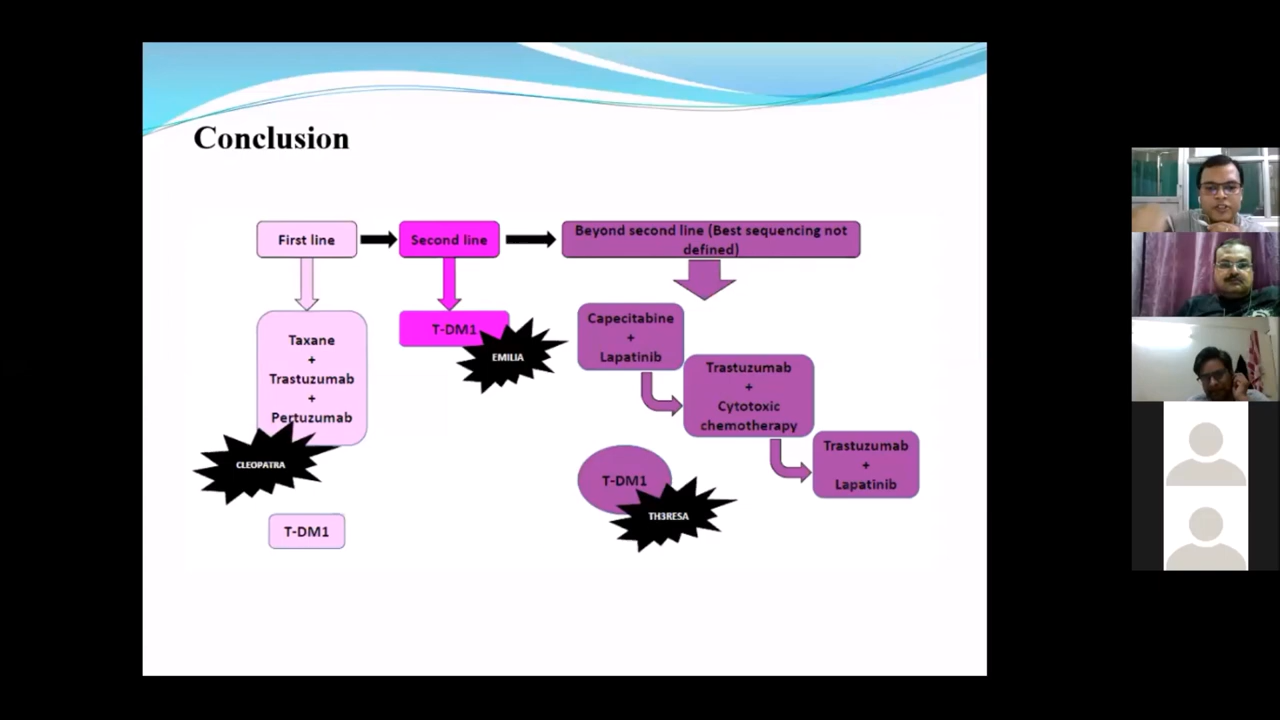 Conclusion
First line
Second line
Beyond second line (Best sequencing not
defined)
Taxane
+
Trastuzumab
+
Pertuzumab
CLEOPATRA
T-DM1
T-DM1
EMILIA
Capecitabine
+
Lapatinib
Trastuzumab
+
Cytotoxic
chemotherapy
Trastuzumab
+
Lapatinib
T-DM1
TH3RESA